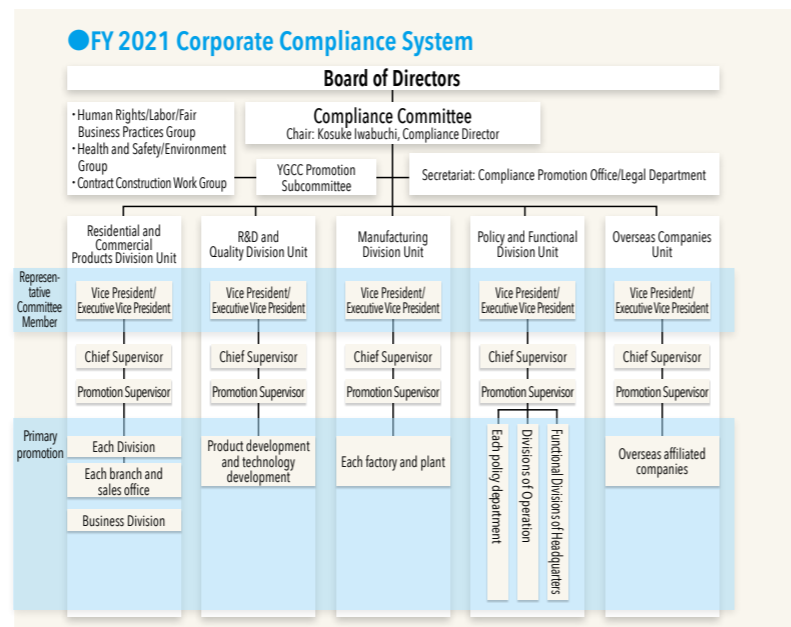 ●FY 2021 Corporate Compliance System
Board of Directors
・Human Rights/Labor/Fair
Business Practices Group
・Health and Safety/Environment
Group
・Contract Construction Work Group
Compliance Committee
Chair: Kosuke Iwabuchi, Compliance Director
YGCC Promotion
Subcommittee
Secretariat: Compliance Promotion Office/Legal Department
Residential and
Commercial
Products Division Unit
R&D and
Quality Division Unit
Manufacturing
Division Unit
Policy and Functional
Division Unit
Overseas Companies
Unit
Represen-
tative
Committee
Member
Vice President/
Executive Vice President
Vice President/
Executive Vice President
Vice President/
Executive Vice President
Vice President/
Executive Vice President
Vice President/
Executive Vice President
Chief Supervisor
Chief Supervisor
Chief Supervisor
Chief Supervisor
Chief Supervisor
Promotion Supervisor
Promotion Supervisor
Promotion Supervisor
Promotion Supervisor
Promotion Supervisor
Primary
promotion
Each Division
Each branch and
sales office
Business Division
Product development
and technology
development
Each factory and plant
Each policy department
Divisions of Operation
Functional Divisions of Headquarters
Overseas affiliated
companies